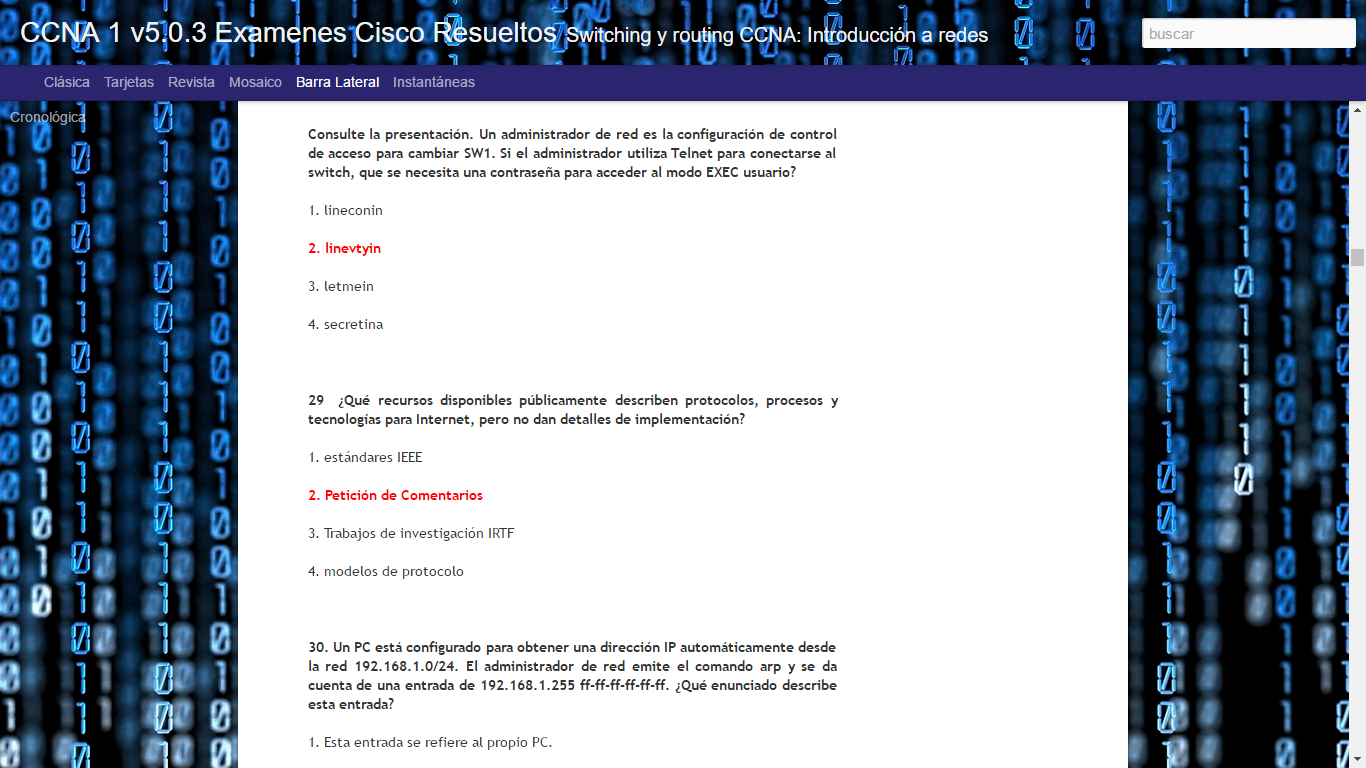 CCNA 1 v5.0.3 Examenes Cisco Resueltos Switching y routing CCNA: Introducción a redes
buscar
Clásica Tarjetas Revista Mosaico Barra Lateral Instantáneas
Cronológica
Consulte la presentación. Un administrador de red es la configuración de control
de acceso para cambiar SW1. Si el administrador utiliza Telnet para conectarse al
switch, que se necesita una contraseña para acceder al modo EXEC usuario?
1. lineconin
2. linevtyin
3. letmein
4. secretina
29 ¿Qué recursos disponibles públicamente describen protocolos, procesos y
tecnologías para Internet, pero no dan detalles de implementación?
1. estándares IEEE
2. Petición de Comentarios
3. Trabajos de investigación IRTF
4. modelos de protocolo
30. Un PC está configurado para obtener una dirección IP automáticamente desde
la red 192.168.1.0/24. El administrador de red emite el comando arp y se da
cuenta de una entrada de 192.168.1.255 ff-ff-ff-ff-ff-ff. ¿Qué enunciado describe
esta entrada?
1. Esta entrada se refiere al propio PC.